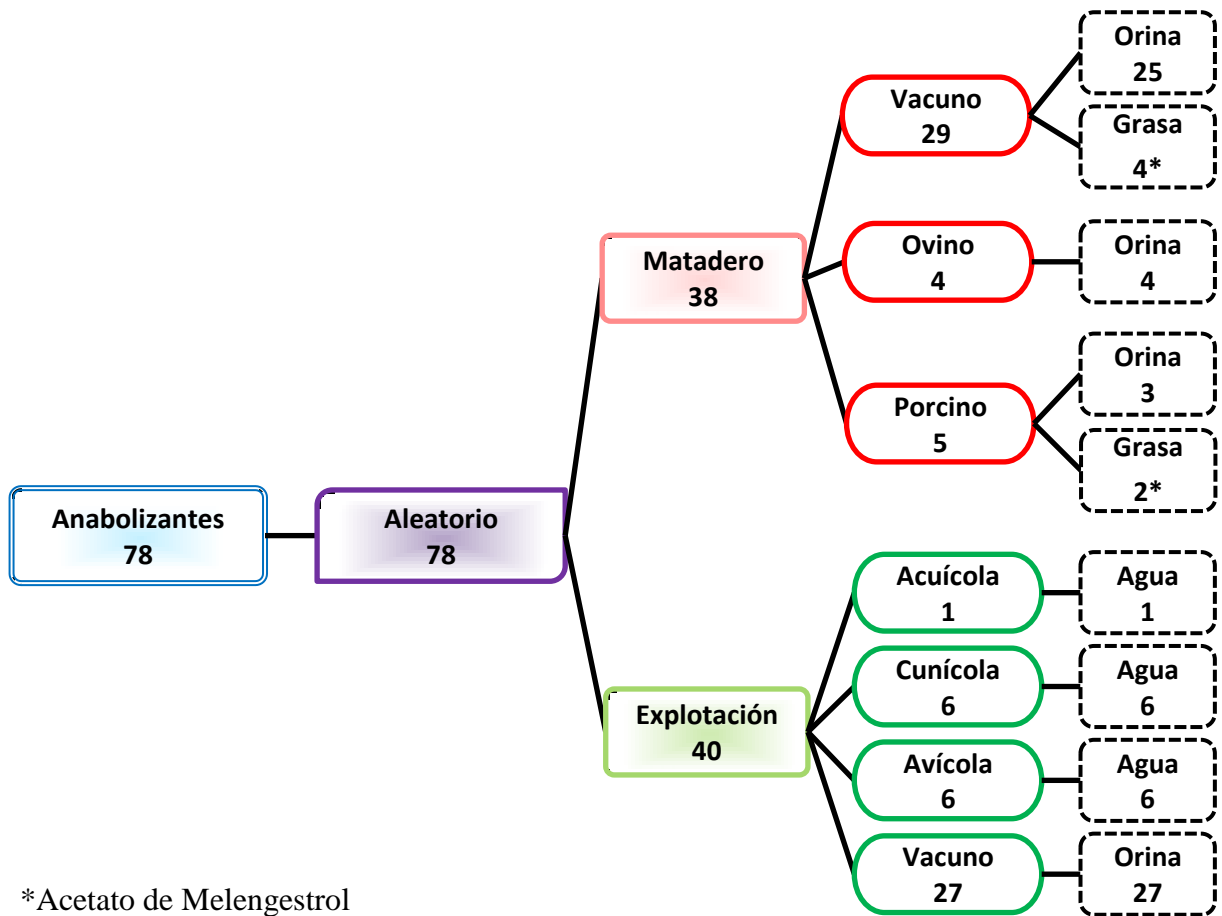 Anabolizantes
78
Aleatorio
78
Matadero
38
Vacuno
29
Orina
25
Grasa
4*
Ovino
4
Orina
4
Porcino
5
Orina
3
Grasa
2*
Explotación
40
Acuícola
1
Agua
1
Cunícola
6
Agua
6
Avícola
6
Agua
6
Vacuno
27
Orina
27
*Acetato de Melengestrol